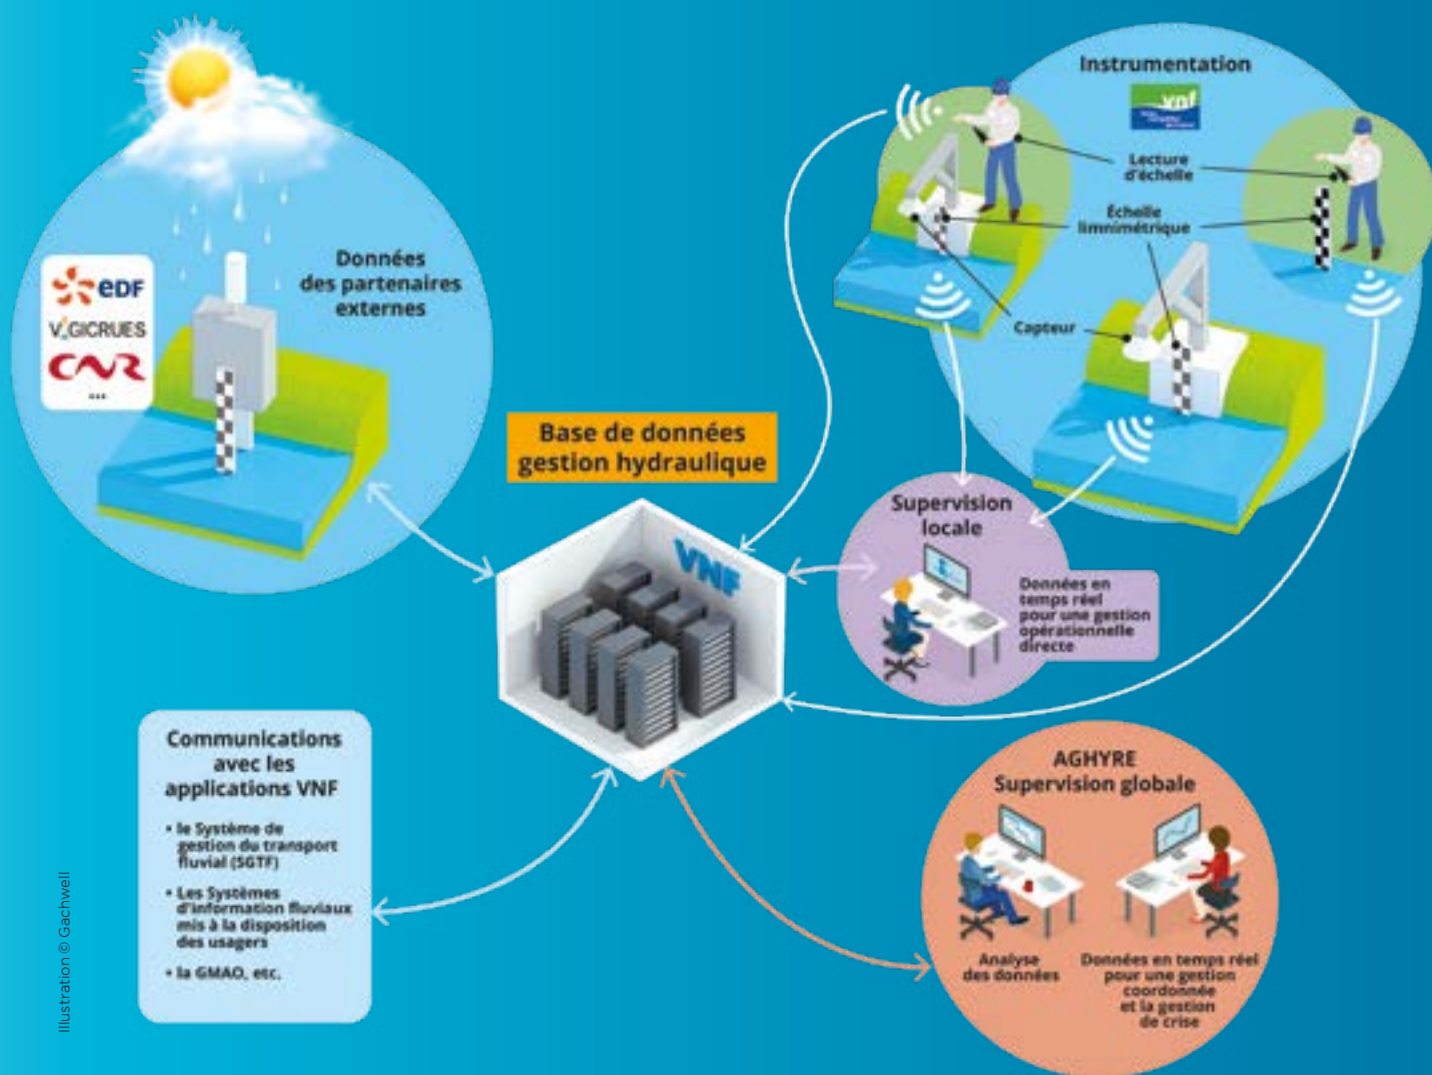 Instrumentation
vnf
Lecture
d'échelle
Échelle
limnimétrique
Capteur
Données
des partenaires
externes
eDF
VIGICRUES
CNR
...
Base de données
gestion hydraulique
VNF
Supervision
locale
Données en
temps réel
pour une gestion
opérationnelle
directe
Communications
avec les
applications VNF
• le Système de
gestion du transport
fluvial (SGTF)
• Les Systèmes
d'information fluviaux
mis à la disposition
des usagers
• la GMAO, etc.
AGHYRE
Supervision globale
Analyse
des données
Données en temps réel
pour une gestion
coordonnée
et la gestion
de crise
Illustration © Gachwell